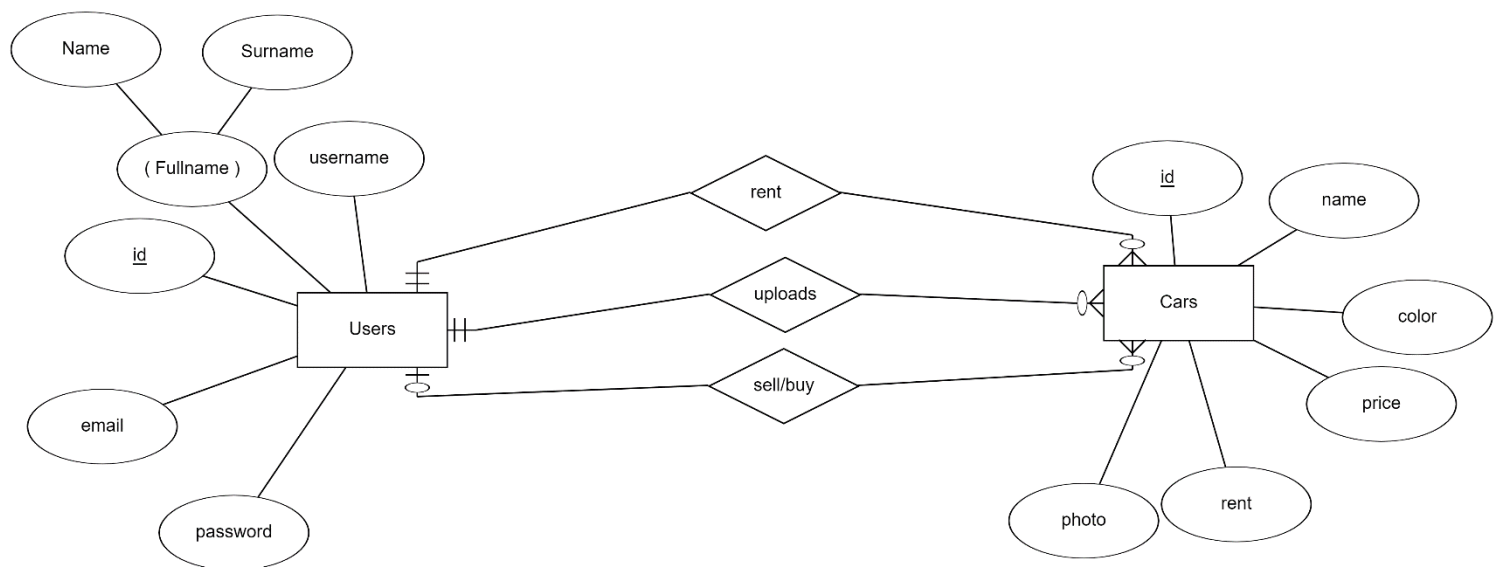 Name
Surname
( Fullname )
username
id
Users
email
password
rent
uploads
sell/buy
id
name
Cars
color
price
rent
photo